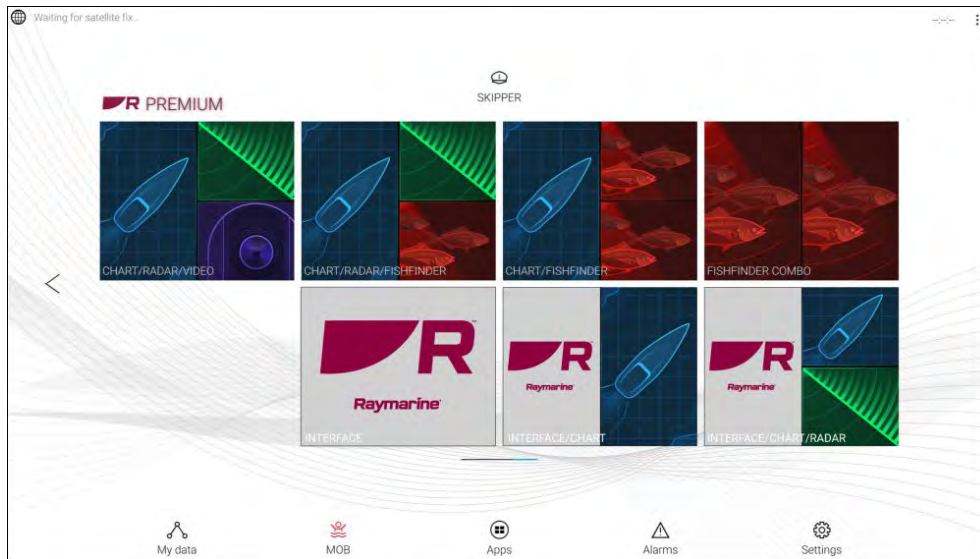 Waiting for satellite fix...
--:--:--
SKIPPER
R PREMIUM
CHART/RADAR/VIDEO
CHART/RADAR/FISHFINDER
CHART/FISHFINDER
FISHFINDER COMBO
R
Raymarine
INTERFACE
R
Raymarine
INTERFACE/CHART
R
Raymarine
INTERFACE/CHART/RADAR
My data
MOB
Apps
Alarms
Settings